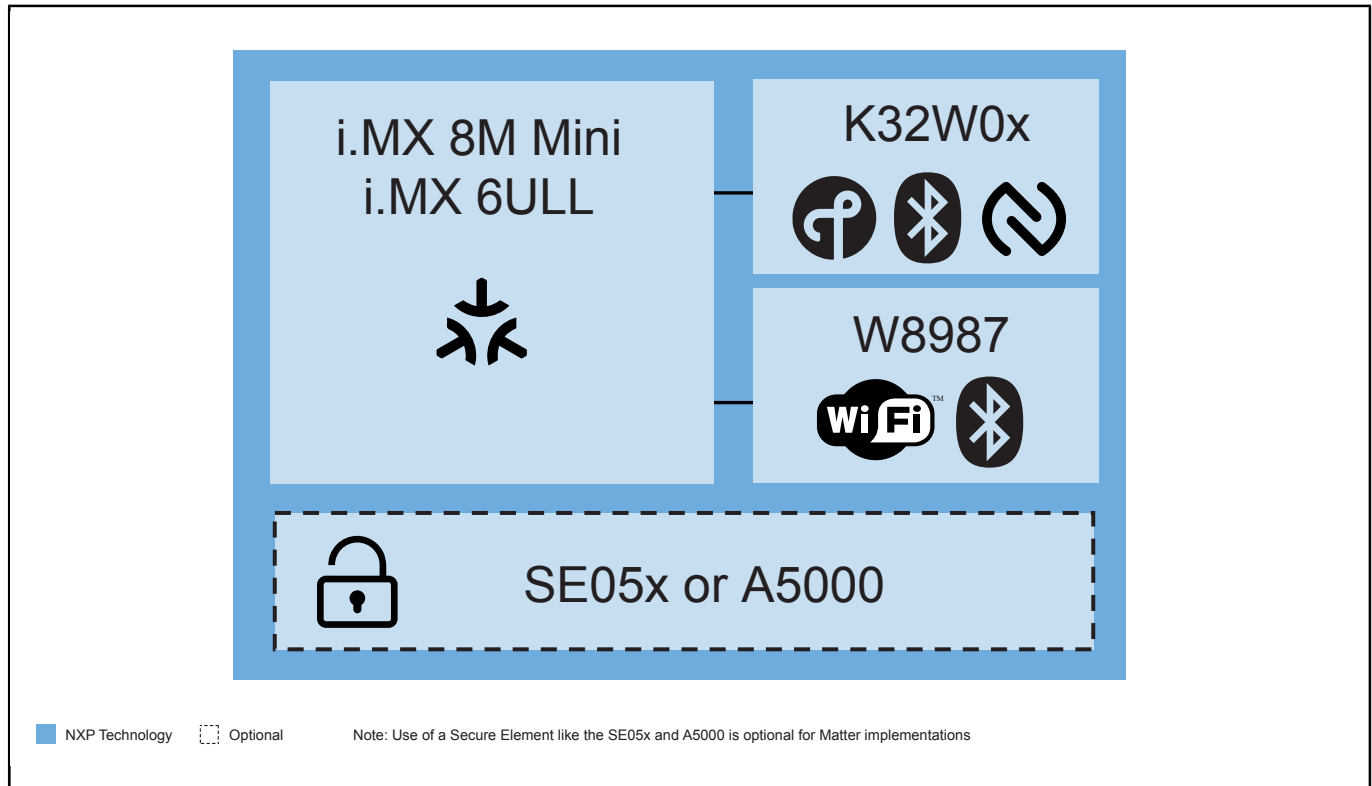 i.MX 8M Mini
i.MX 6ULL
K32W0x
W8987
Wi Fi ™
SE05x or A5000
NXP Technology
Optional
Note: Use of a Secure Element like the SE05x and A5000 is optional for Matter implementations